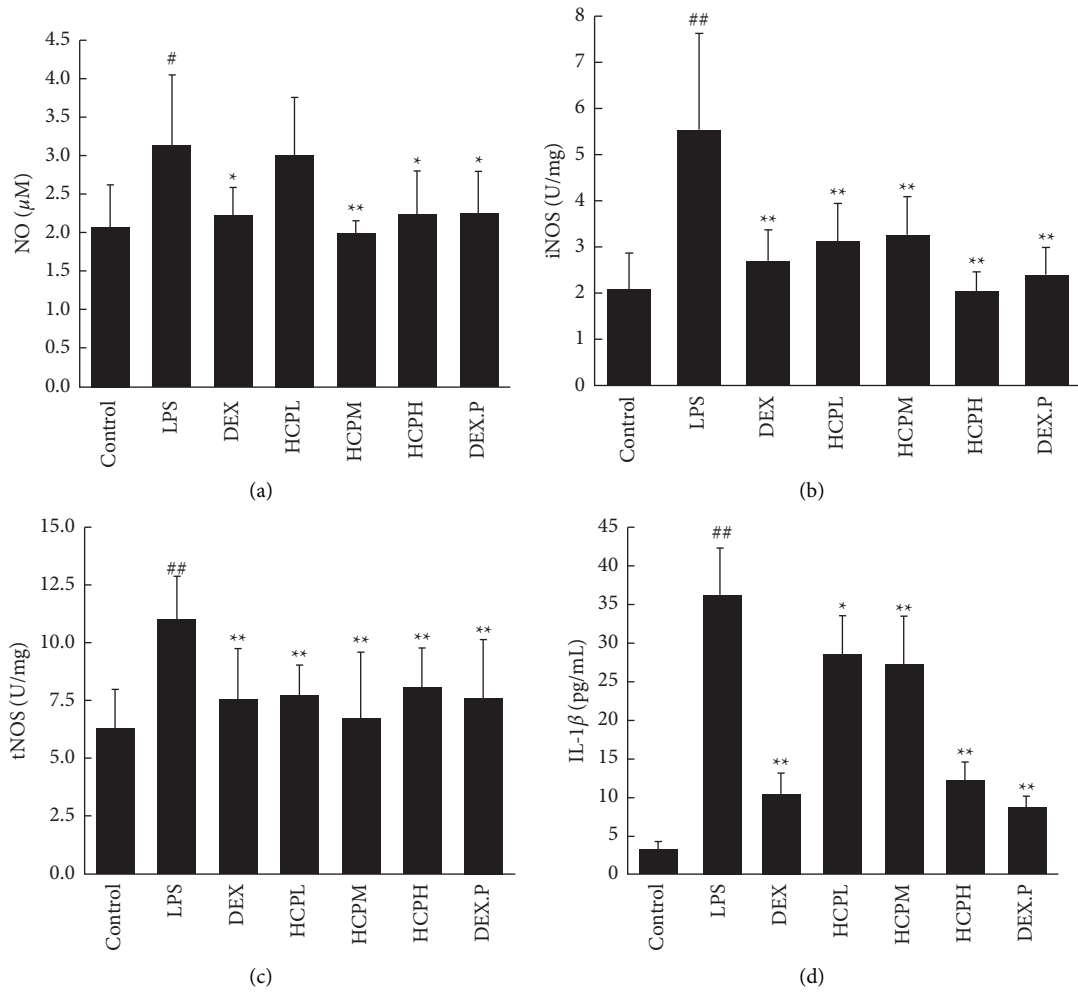 NO (μM)
4.5
4.0
3.5
3.0
2.5
2.0
1.5
1.0
0.5
0.0
#
*
**
*
*
Control
LPS
DEX
HCPL
HCPM
HCPH
DEX.P
(a)
iNOS (U/mg)
8
7
6
5
4
3
2
1
0
##
**
**
**
**
**
Control
LPS
DEX
HCPL
HCPM
HCPH
DEX.P
(b)
tNOS (U/mg)
15.0
12.5
10.0
7.5
5.0
2.5
0.0
##
**
**
**
**
**
Control
LPS
DEX
HCPL
HCPM
HCPH
DEX.P
(c)
IL-1β (pg/mL)
45
40
35
30
25
20
15
10
5
0
##
**
*
**
**
**
Control
LPS
DEX
HCPL
HCPM
HCPH
DEX.P
(d)